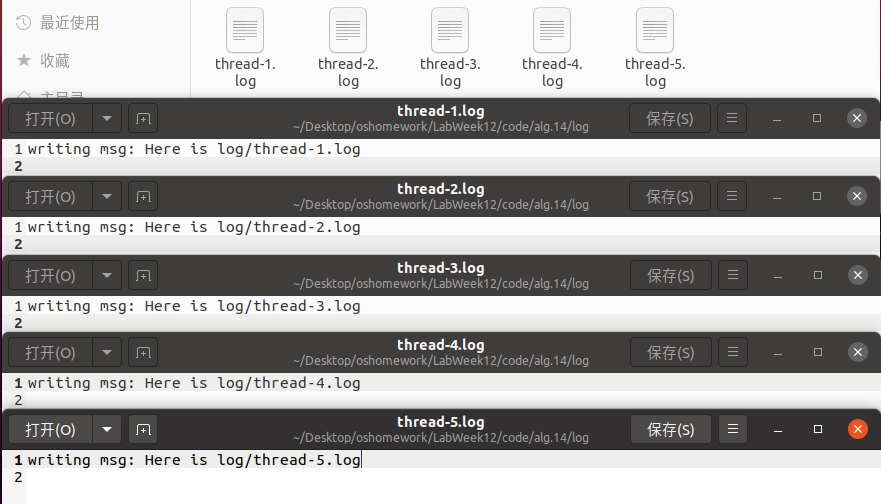 最近使用
收藏
thread-1.
log
thread-2.
log
thread-3.
log
thread-4.
log
thread-5.
log
打开(O)
thread-1.log
~/Desktop/oshomework/LabWeek12/code/alg.14/log
保存(S)
1 writing msg: Here is log/thread-1.log
2
打开(O)
thread-2.log
~/Desktop/oshomework/LabWeek12/code/alg.14/log
保存(S)
1 writing msg: Here is log/thread-2.log
2
打开(O)
thread-3.log
~/Desktop/oshomework/LabWeek12/code/alg.14/log
保存(S)
1 writing msg: Here is log/thread-3.log
2
打开(O)
thread-4.log
~/Desktop/oshomework/LabWeek12/code/alg.14/log
保存(S)
1 writing msg: Here is log/thread-4.log
2
打开(O)
thread-5.log
~/Desktop/oshomework/LabWeek12/code/alg.14/log
保存(S)
1 writing msg: Here is log/thread-5.log
2